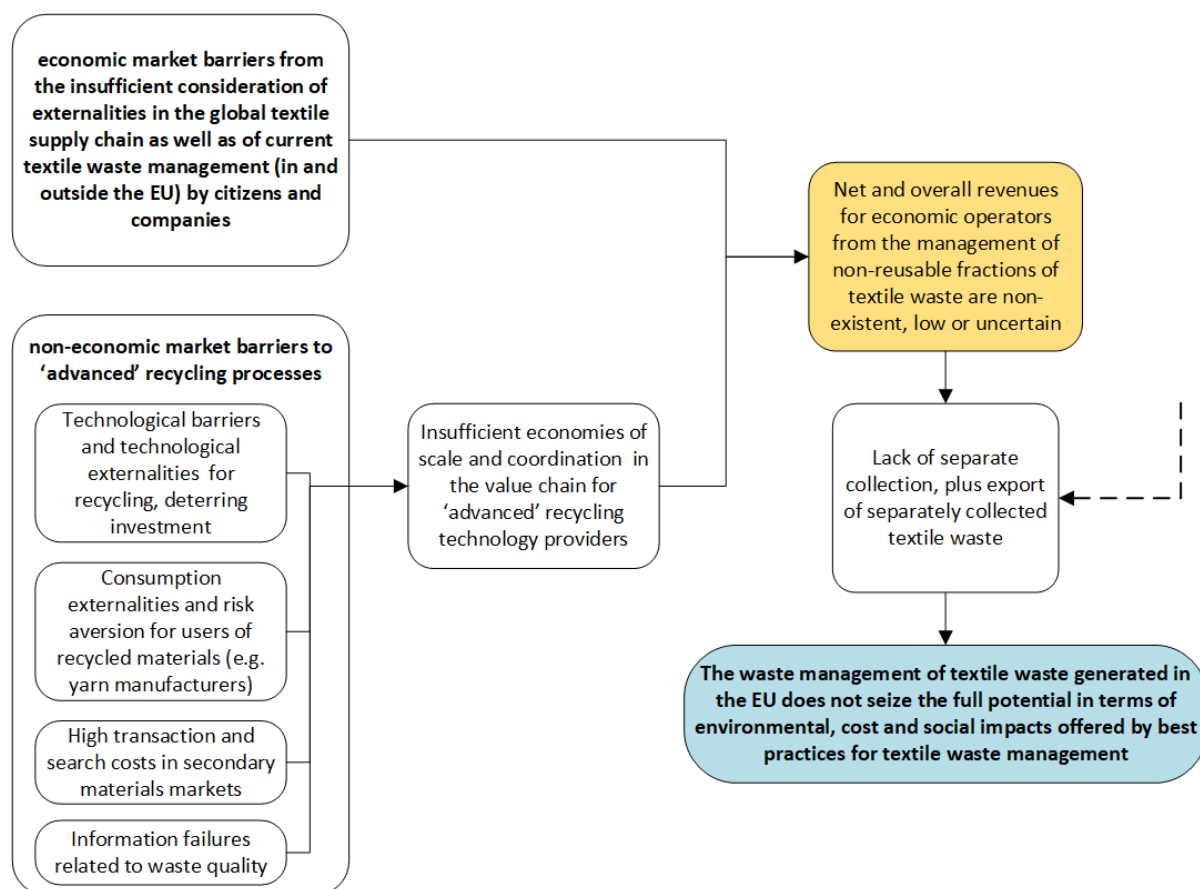 economic market barriers from
the insufficient consideration of
externalities in the global textile
supply chain as well as of current
textile waste management (in and
outside the EU) by citizens and
companies
non-economic market barriers to
‘advanced’ recycling processes
Technological barriers
and technological
externalities for
recycling, deterring
investment
Consumption
externalities and risk
aversion for users of
recycled materials (e.g.
yarn manufacturers)
High transaction and
search costs in secondary
materials markets
Information failures
related to waste quality
Insufficient economies of
scale and coordination in
the value chain for
‘advanced’ recycling
technology providers
Net and overall revenues
for economic operators
from the management of
non-reusable fractions of
textile waste are non-
existent, low or uncertain
Lack of separate
collection, plus export
of separately collected
textile waste
The waste management of textile waste generated in
the EU does not seize the full potential in terms of
environmental, cost and social impacts offered by best
practices for textile waste management